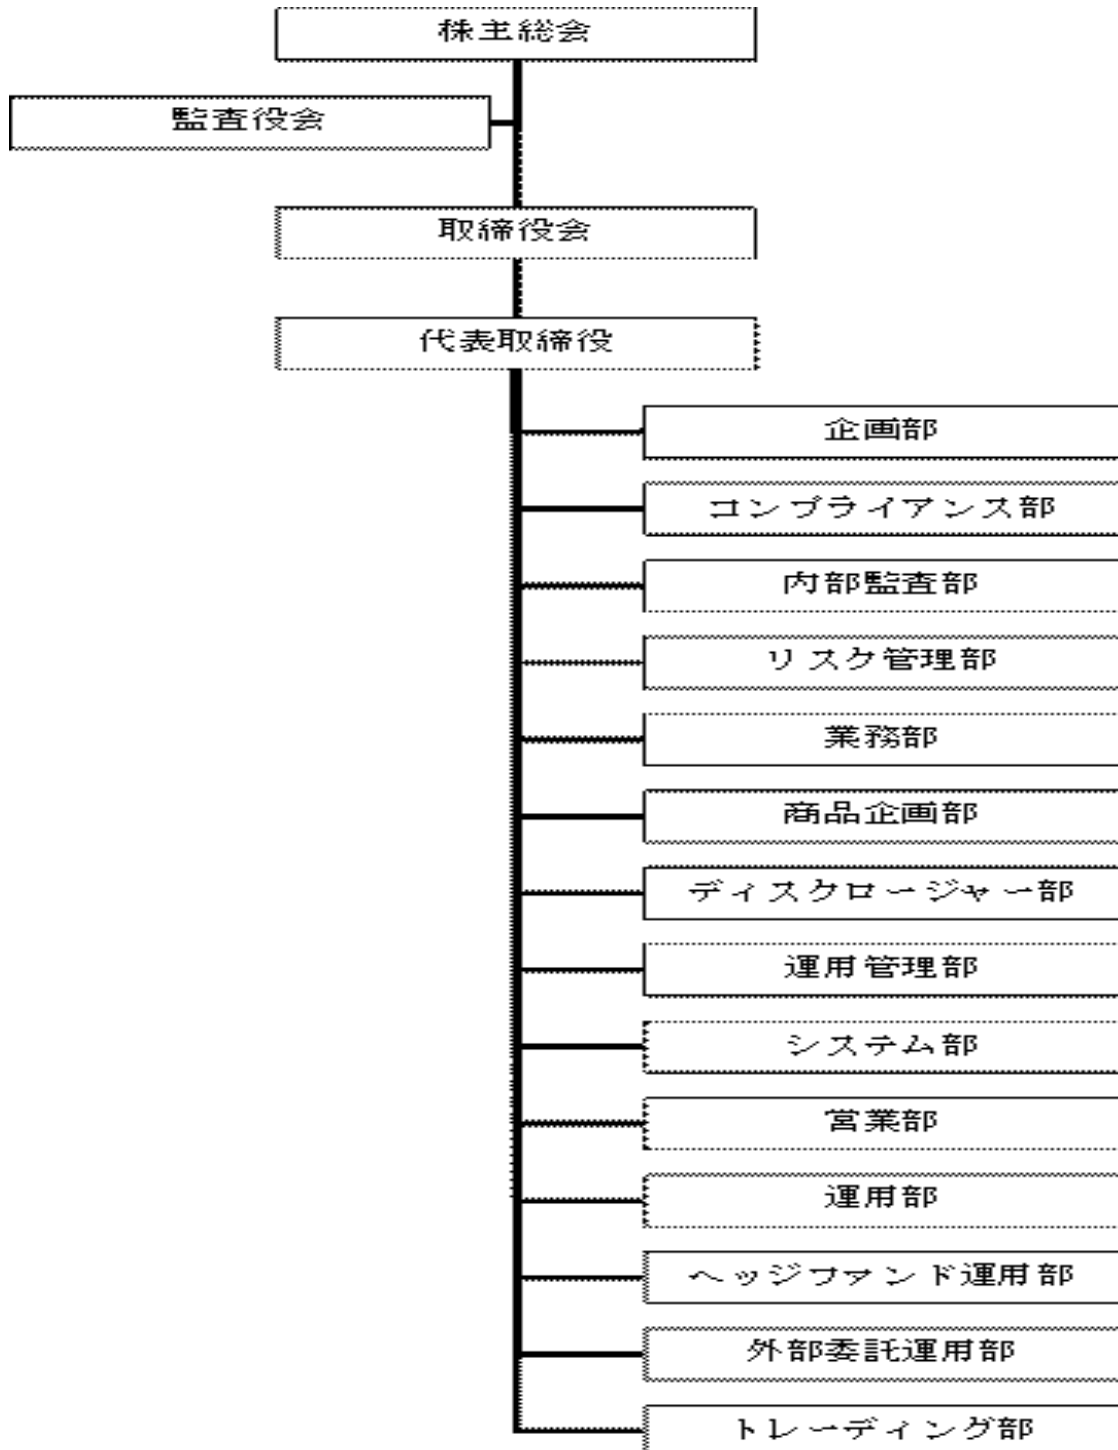 株主総会
監査役会
取締役会
代表取締役
企画部
コンプライアンス部
内部監査部
リスク管理部
業務部
商品企画部
ディスクロージャー部
運用管理部
システム部
営業部
運用部
ヘッジファンド運用部
外部委託運用部
トレーディング部